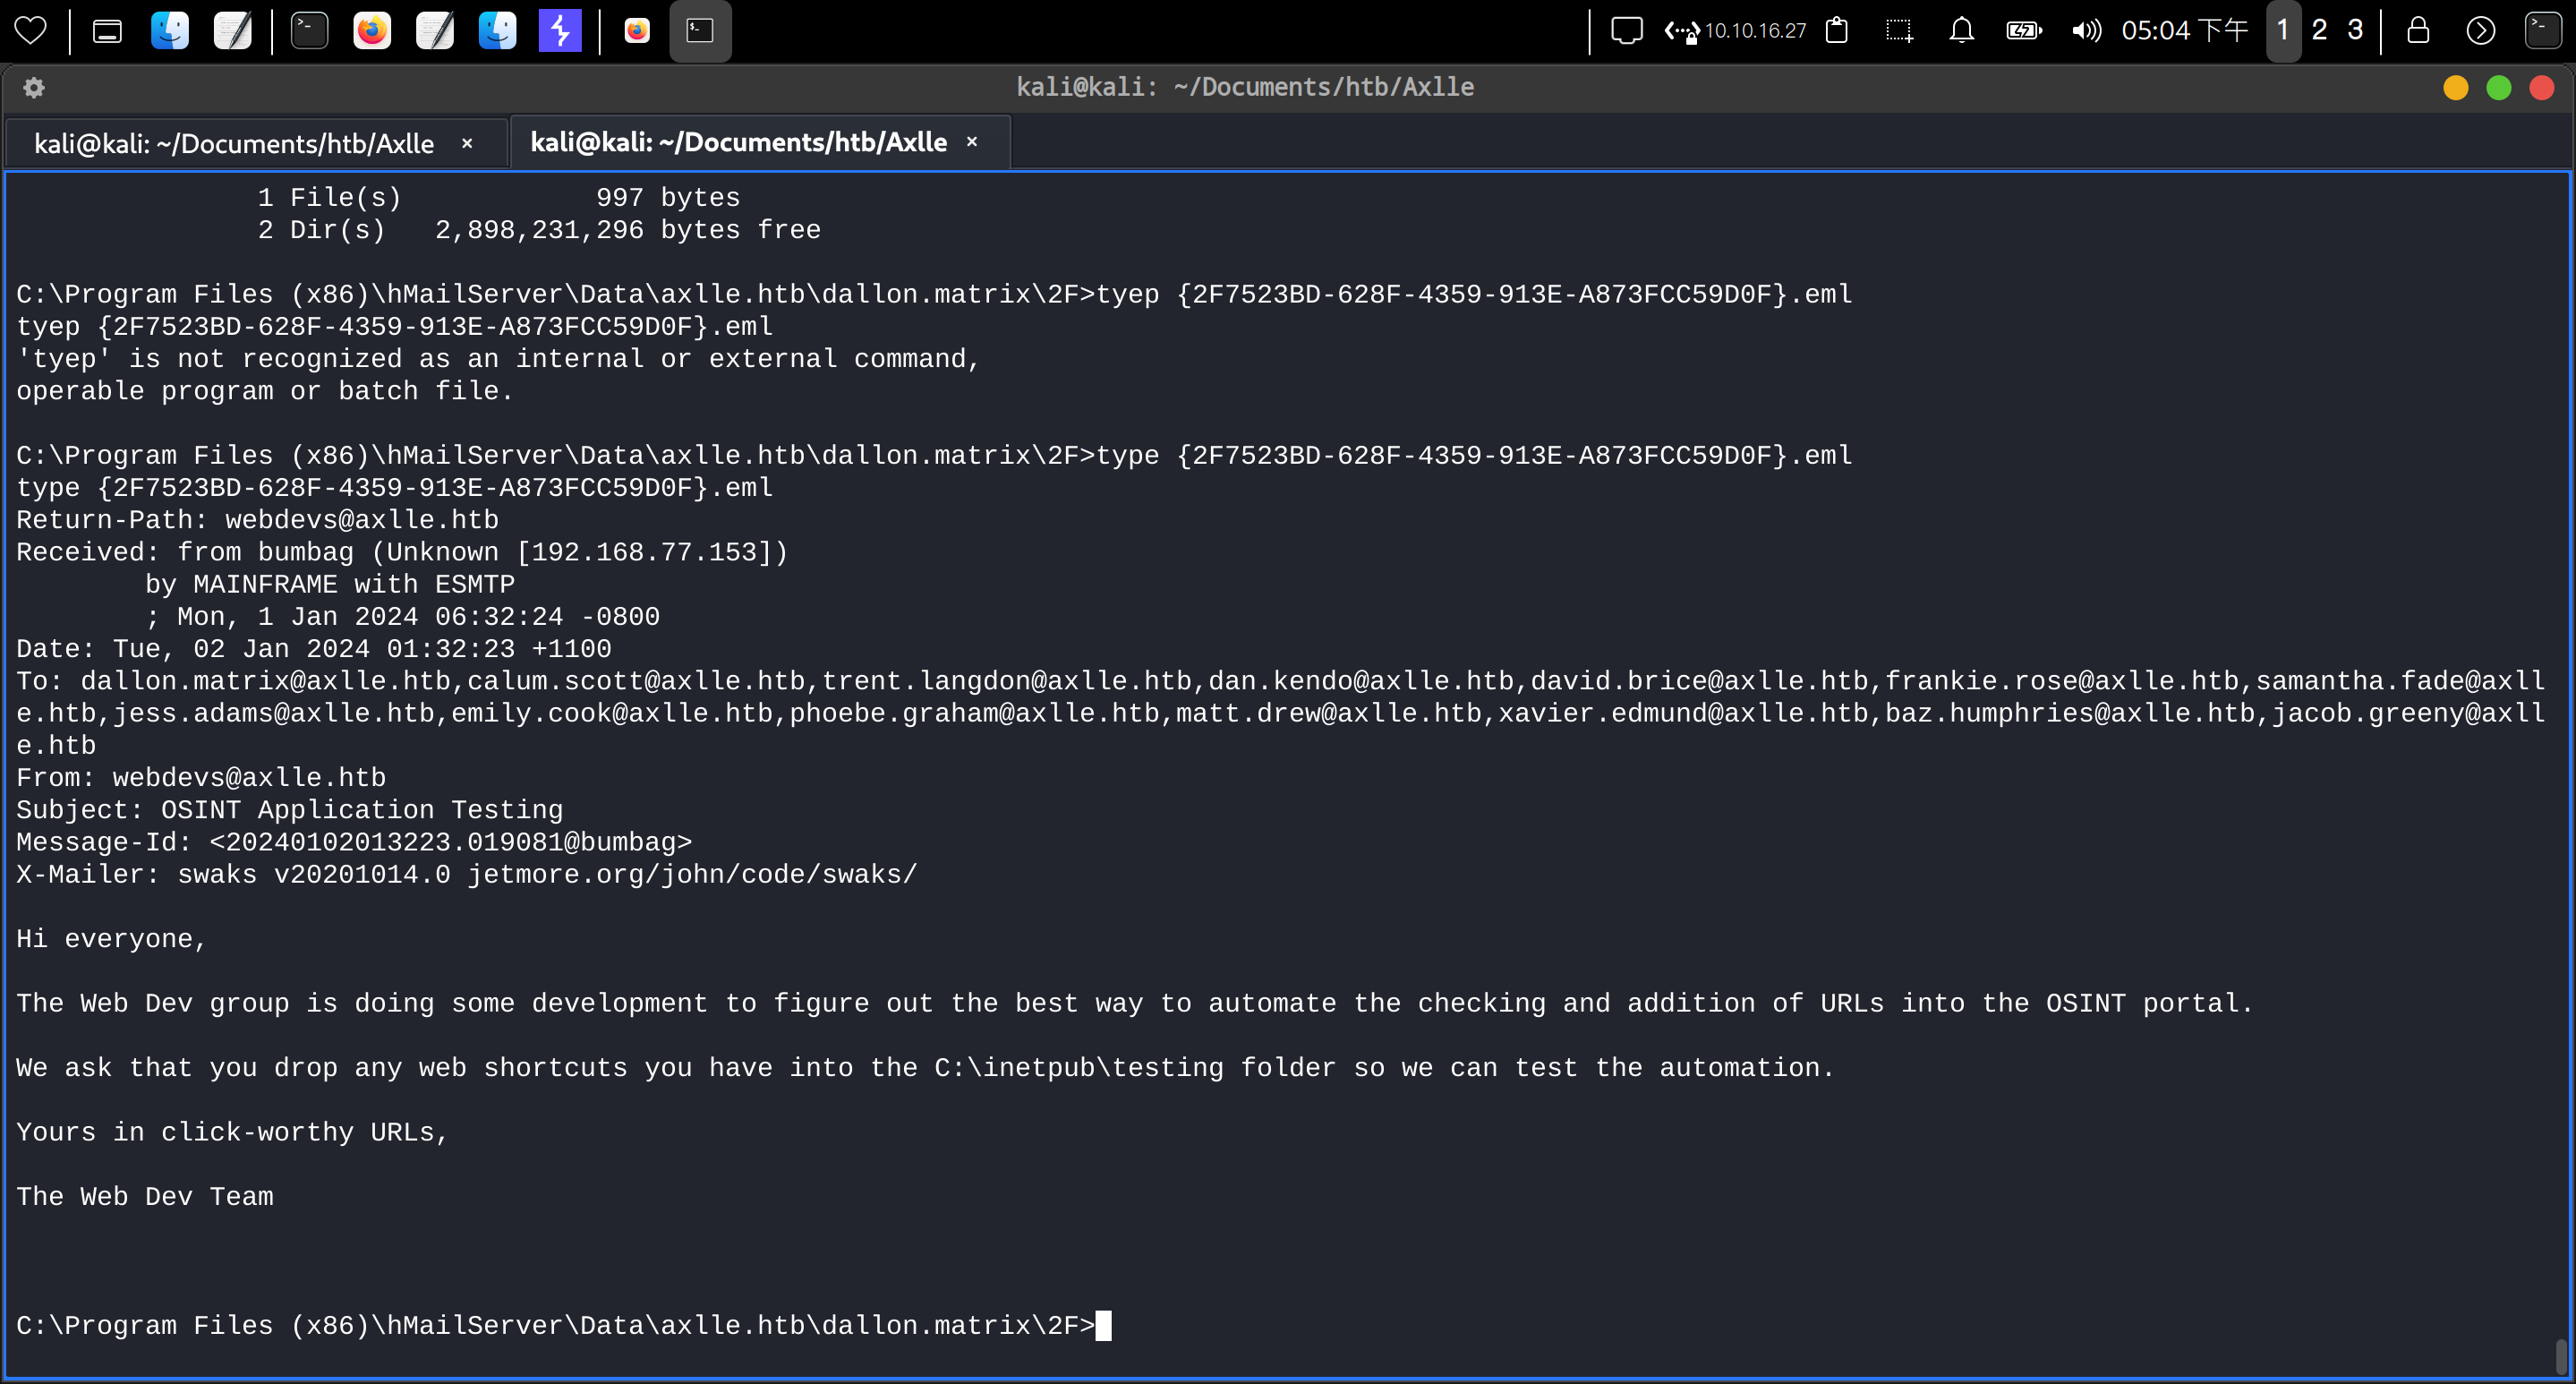 10.10.16.27
05:04 下午
1 2 3
kali@kali: ~/Documents/htb/Axlle
kali@kali: ~/Documents/htb/Axlle ×
kali@kali: ~/Documents/htb/Axlle ×
1 File(s) 997 bytes
2 Dir(s) 2,898,231,296 bytes free
C:\Program Files (x86)\hMailServer\Data\axlle.htb\dallon.matrix\2F>tyep {2F7523BD-628F-4359-913E-A873FCC59D0F}.eml
tyep {2F7523BD-628F-4359-913E-A873FCC59D0F}.eml
'tyep' is not recognized as an internal or external command,
operable program or batch file.
C:\Program Files (x86)\hMailServer\Data\axlle.htb\dallon.matrix\2F>type {2F7523BD-628F-4359-913E-A873FCC59D0F}.eml
type {2F7523BD-628F-4359-913E-A873FCC59D0F}.eml
Return-Path: webdevs@axlle.htb
Received: from bumbag (Unknown [192.168.77.153])
by MAINFRAME with ESMTP
; Mon, 1 Jan 2024 06:32:24 -0800
Date: Tue, 02 Jan 2024 01:32:23 +1100
To: dallon.matrix@axlle.htb,calum.scott@axlle.htb,trent.langdon@axlle.htb,dan.kendo@axlle.htb,david.brice@axlle.htb,frankie.rose@axlle.htb,samantha.fade@axll
e.htb,jess.adams@axlle.htb,emily.cook@axlle.htb,phoebe.graham@axlle.htb,matt.drew@axlle.htb,xavier.edmund@axlle.htb,baz.humphries@axlle.htb,jacob.greeny@axll
e.htb
From: webdevs@axlle.htb
Subject: OSINT Application Testing
Message-Id: <20240102013223.019081@bumbag>
X-Mailer: swaks v20201014.0 jetmore.org/john/code/swaks/
Hi everyone,
The Web Dev group is doing some development to figure out the best way to automate the checking and addition of URLs into the OSINT portal.
We ask that you drop any web shortcuts you have into the C:\inetpub\testing folder so we can test the automation.
Yours in click-worthy URLs,
The Web Dev Team
C:\Program Files (x86)\hMailServer\Data\axlle.htb\dallon.matrix\2F>